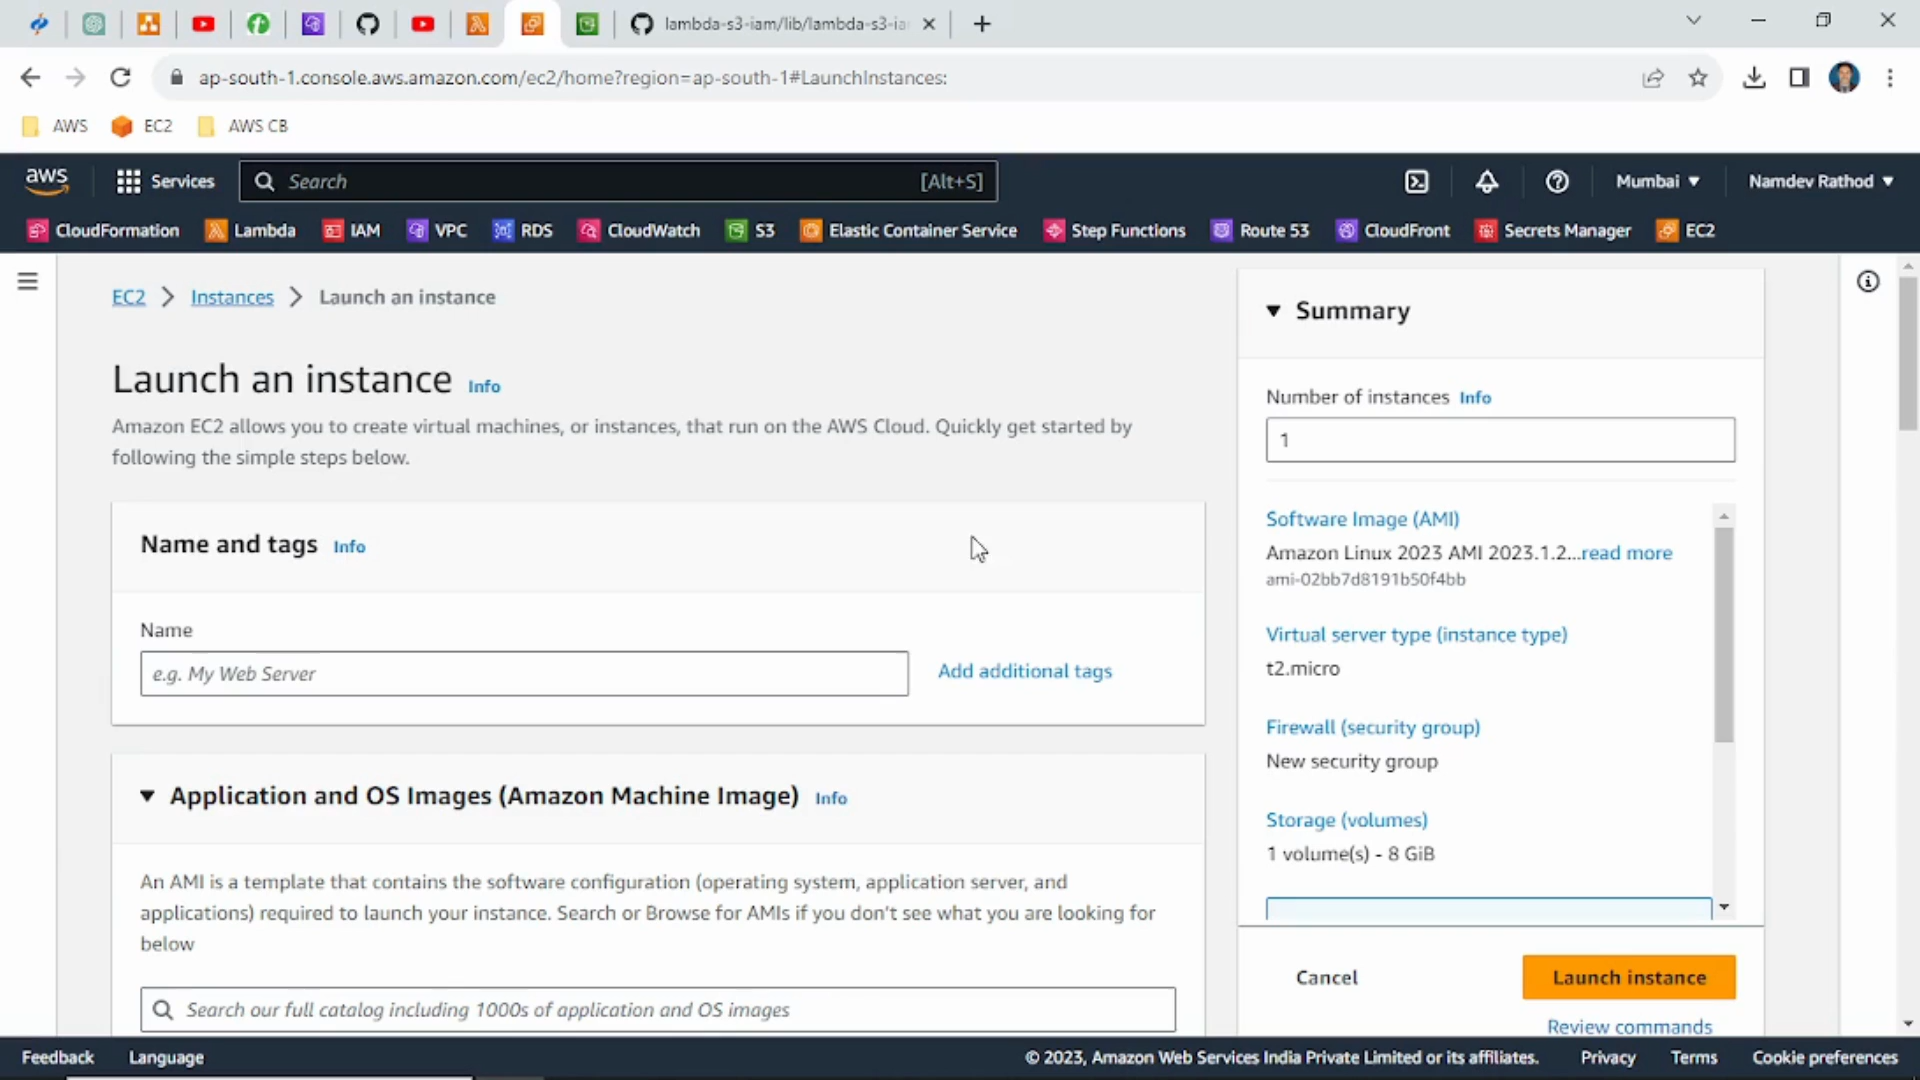 lambda-s3-iam/lib/lambda-s3-ia
ap-south-1.console.aws.amazon.com/ec2/home?region=ap-south-1#LaunchInstances:
AWS EC2 AWS CB
aws Services Search [Alt+S] Mumbai Namdev Rathod
CloudFormation Lambda IAM VPC RDS CloudWatch S3 Elastic Container Service Step Functions Route 53 CloudFront Secrets Manager EC2
EC2 Instances Launch an instance
Launch an instance Info
Amazon EC2 allows you to create virtual machines, or instances, that run on the AWS Cloud. Quickly get started by
following the simple steps below.
Name and tags Info
Name
e.g. My Web Server
Add additional tags
Application and OS Images (Amazon Machine Image) Info
An AMI is a template that contains the software configuration (operating system, application server, and
applications) required to launch your instance. Search or Browse for AMIs if you don't see what you are looking for
below
Search our full catalog including 1000s of application and OS images
Summary
Number of instances Info
1
Software Image (AMI)
Amazon Linux 2023 AMI 2023.1.2...read more
ami-02bb7d8191b50f4bb
Virtual server type (instance type)
t2.micro
Firewall (security group)
New security group
Storage (volumes)
1 volume(s) - 8 GiB
Cancel Launch instance
Review commands
Feedback Language © 2023, Amazon Web Services India Private Limited or its affiliates. Privacy Terms Cookie preferences